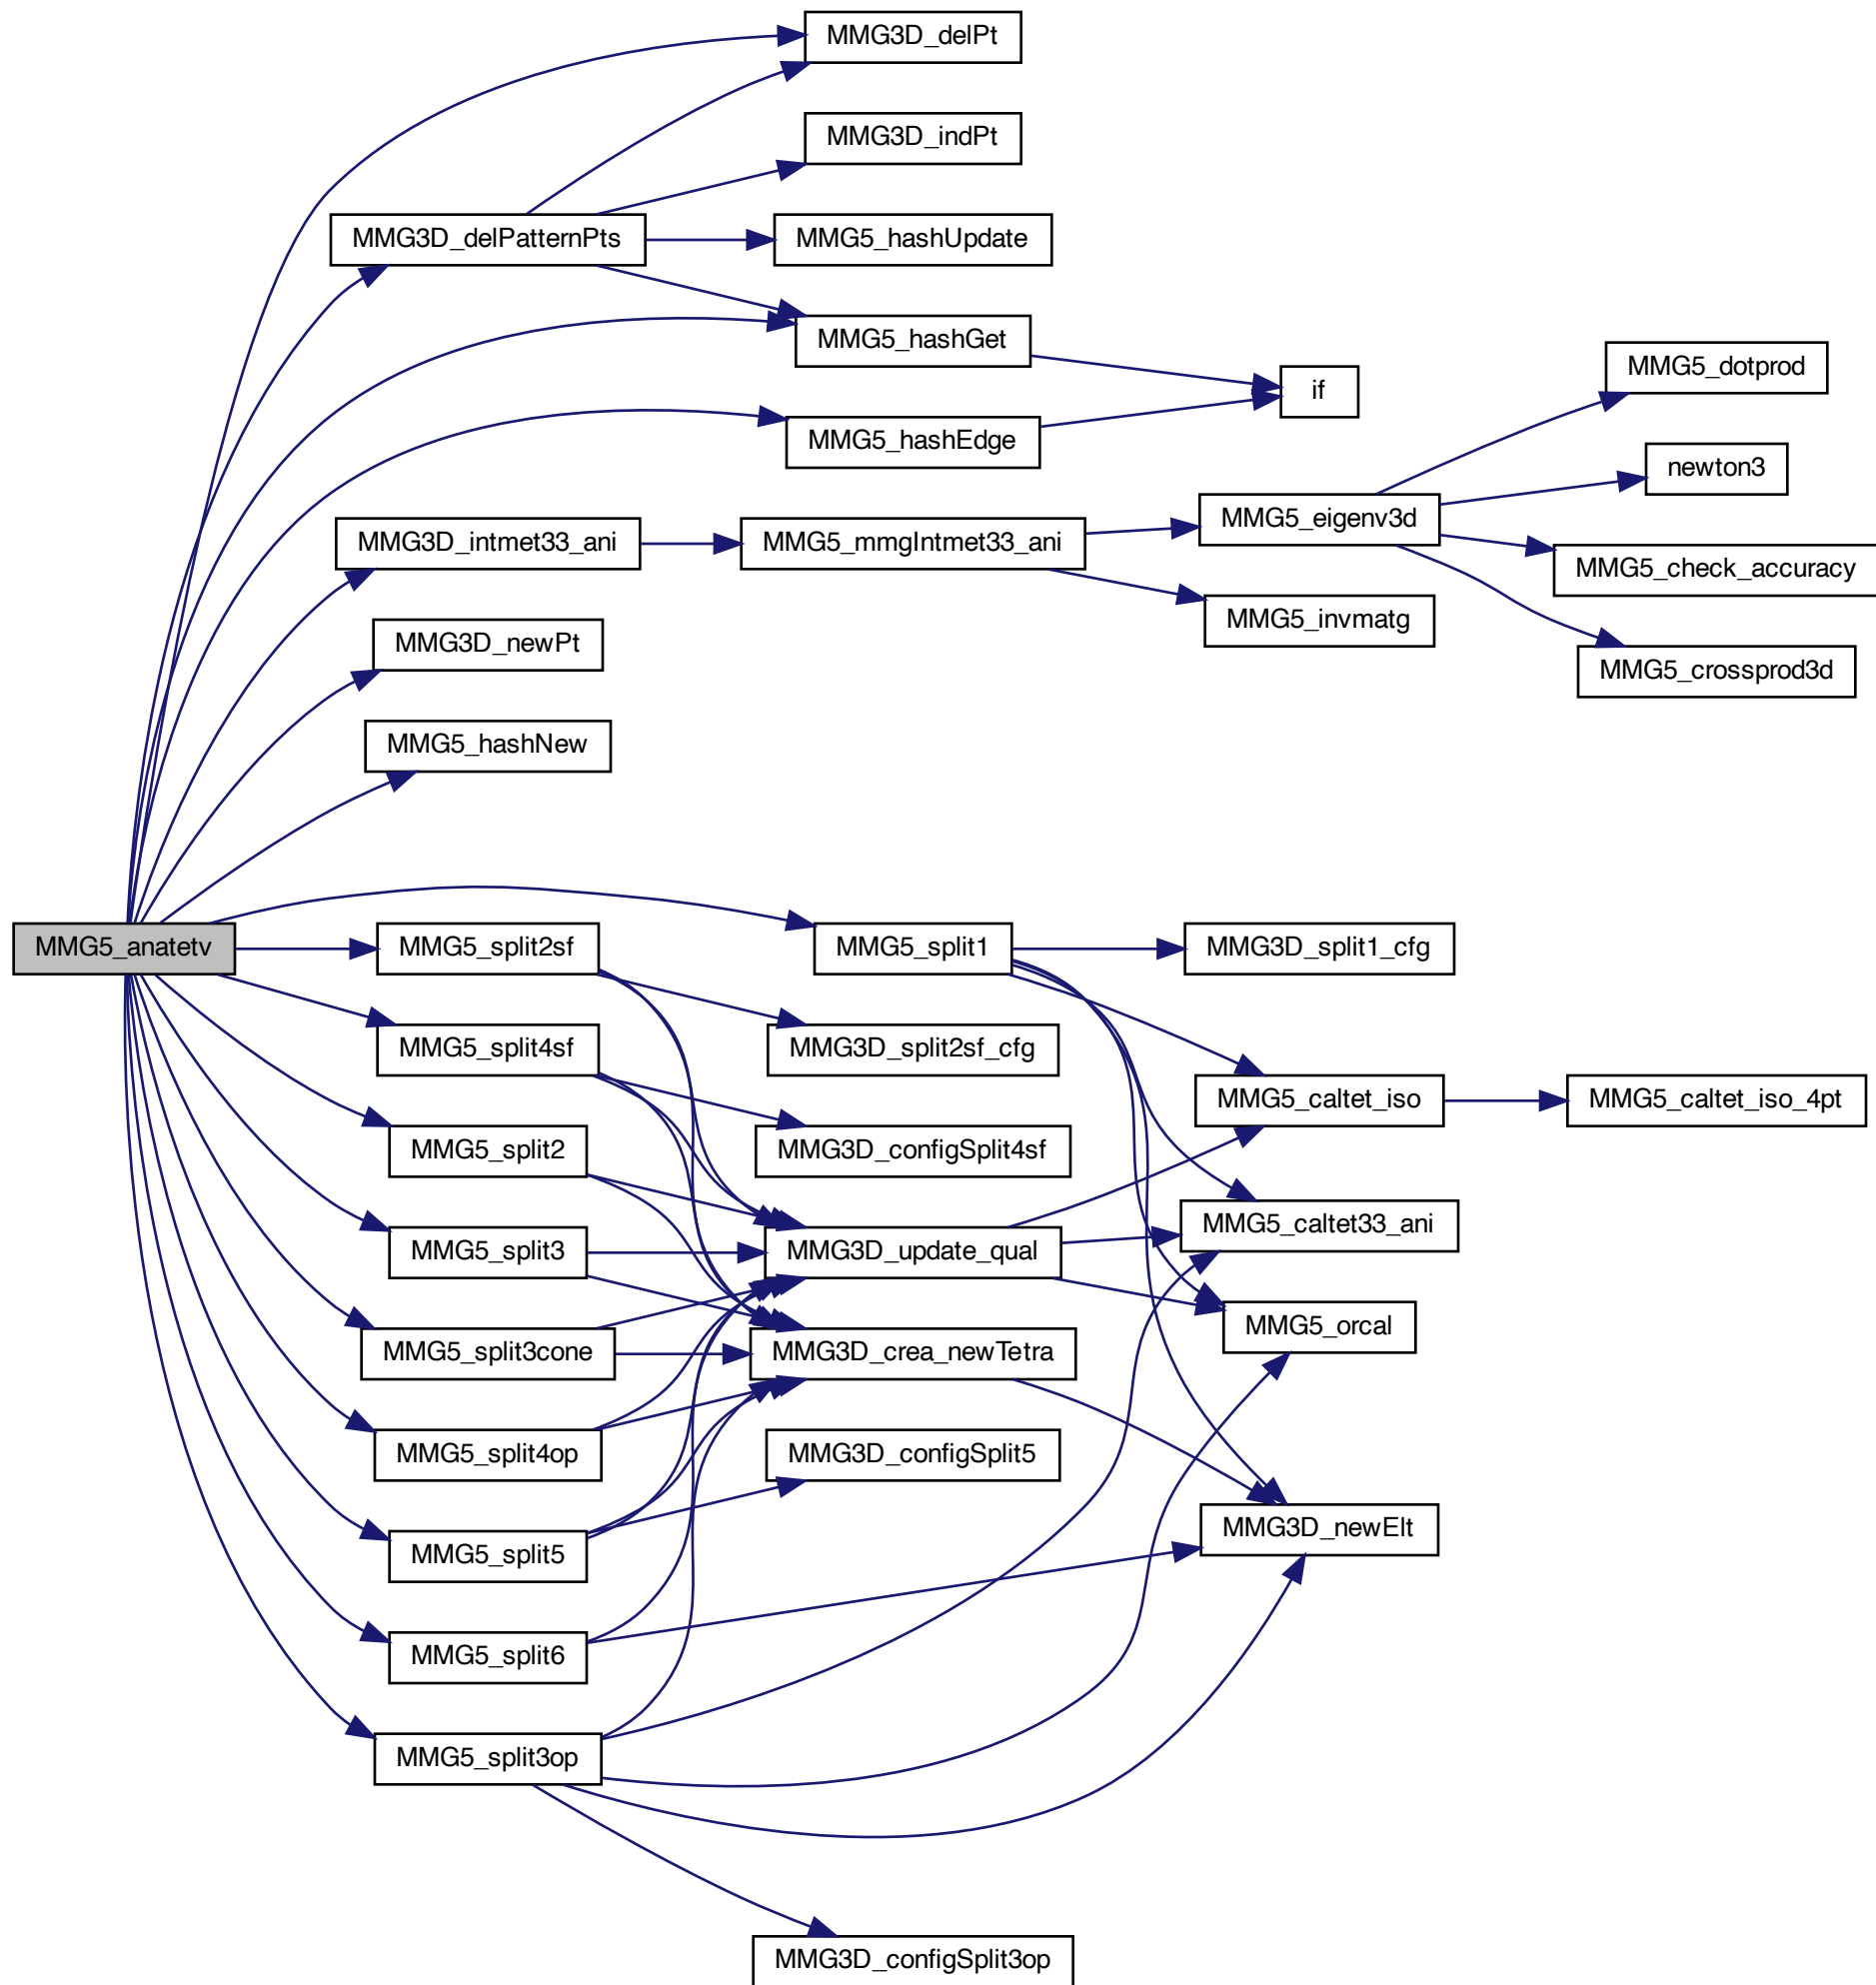 MMG3D_delPt
MMG3D_indPt
MMG3D_delPatternPts
MMG5_hashUpdate
MMG5_hashGet
MMG5_dotprod
if
MMG5_hashEdge
newton3
MMG5_eigenv3d
MMG3D_intmet33_ani
MMG5_mmgIntmet33_ani
MMG5_check_accuracy
MMG5_invmatg
MMG3D_newPt
MMG5_crossprod3d
MMG5_hashNew
MMG5_anatetv
MMG5_split2sf
MMG5_split1
MMG3D_split1_cfg
MMG5_split4sf
MMG3D_split2sf_cfg
MMG5_caltet_iso
MMG5_caltet_iso_4pt
MMG5_split2
MMG3D_configSplit4sf
MMG5_caltet33_ani
MMG5_split3
MMG3D_update_qual
MMG5_orcal
MMG5_split3cone
MMG3D_crea_newTetra
MMG5_split4op
MMG3D_configSplit5
MMG3D_newElt
MMG5_split5
MMG5_split6
MMG5_split3op
MMG3D_configSplit3op